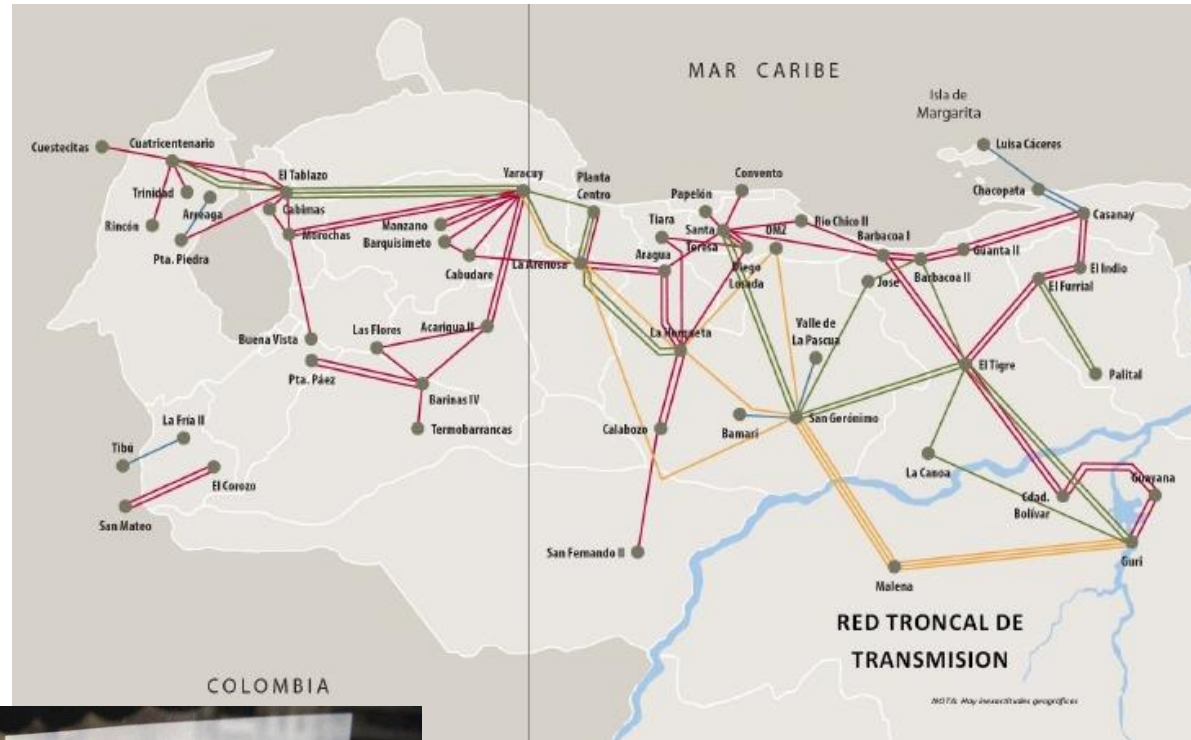 MAR CARIBE
Isla de
Margarita
Luisa Cáceres
Cuestecitas
Cuatricentenario
El Tablazo
Yaracuy
Planta
Centro
Convento
Papelón
Chacopata
Trinidad
Arreaga
Cabimas
Rincón
Morochas
Pta. Piedra
Manzano
Barquisimeto
Cabudare
La Arenosa
Tiara
Santa
Teresa
Rio Chico II
OMZ
Barbacoa I
Casanay
Guanta II
Aragua
Diego
Losada
Jose
Barbacoa II
El Indio
El Furrial
Buena Vista
Las Flores
Acarigua II
La Horqueta
Valle de
La Pascua
El Tigre
Palital
Pta. Páez
Barinas IV
Termobarrancas
La Fría II
Tibú
El Corozo
San Mateo
Calabozo
Bamari
San Gerónimo
La Canoa
Cdad.
Bolívar
Guayana
San Fernando II
Malena
Guri
RED TRONCAL DE
TRANSMISION
COLOMBIA
NOTA: Hay inexactitudes geográficas